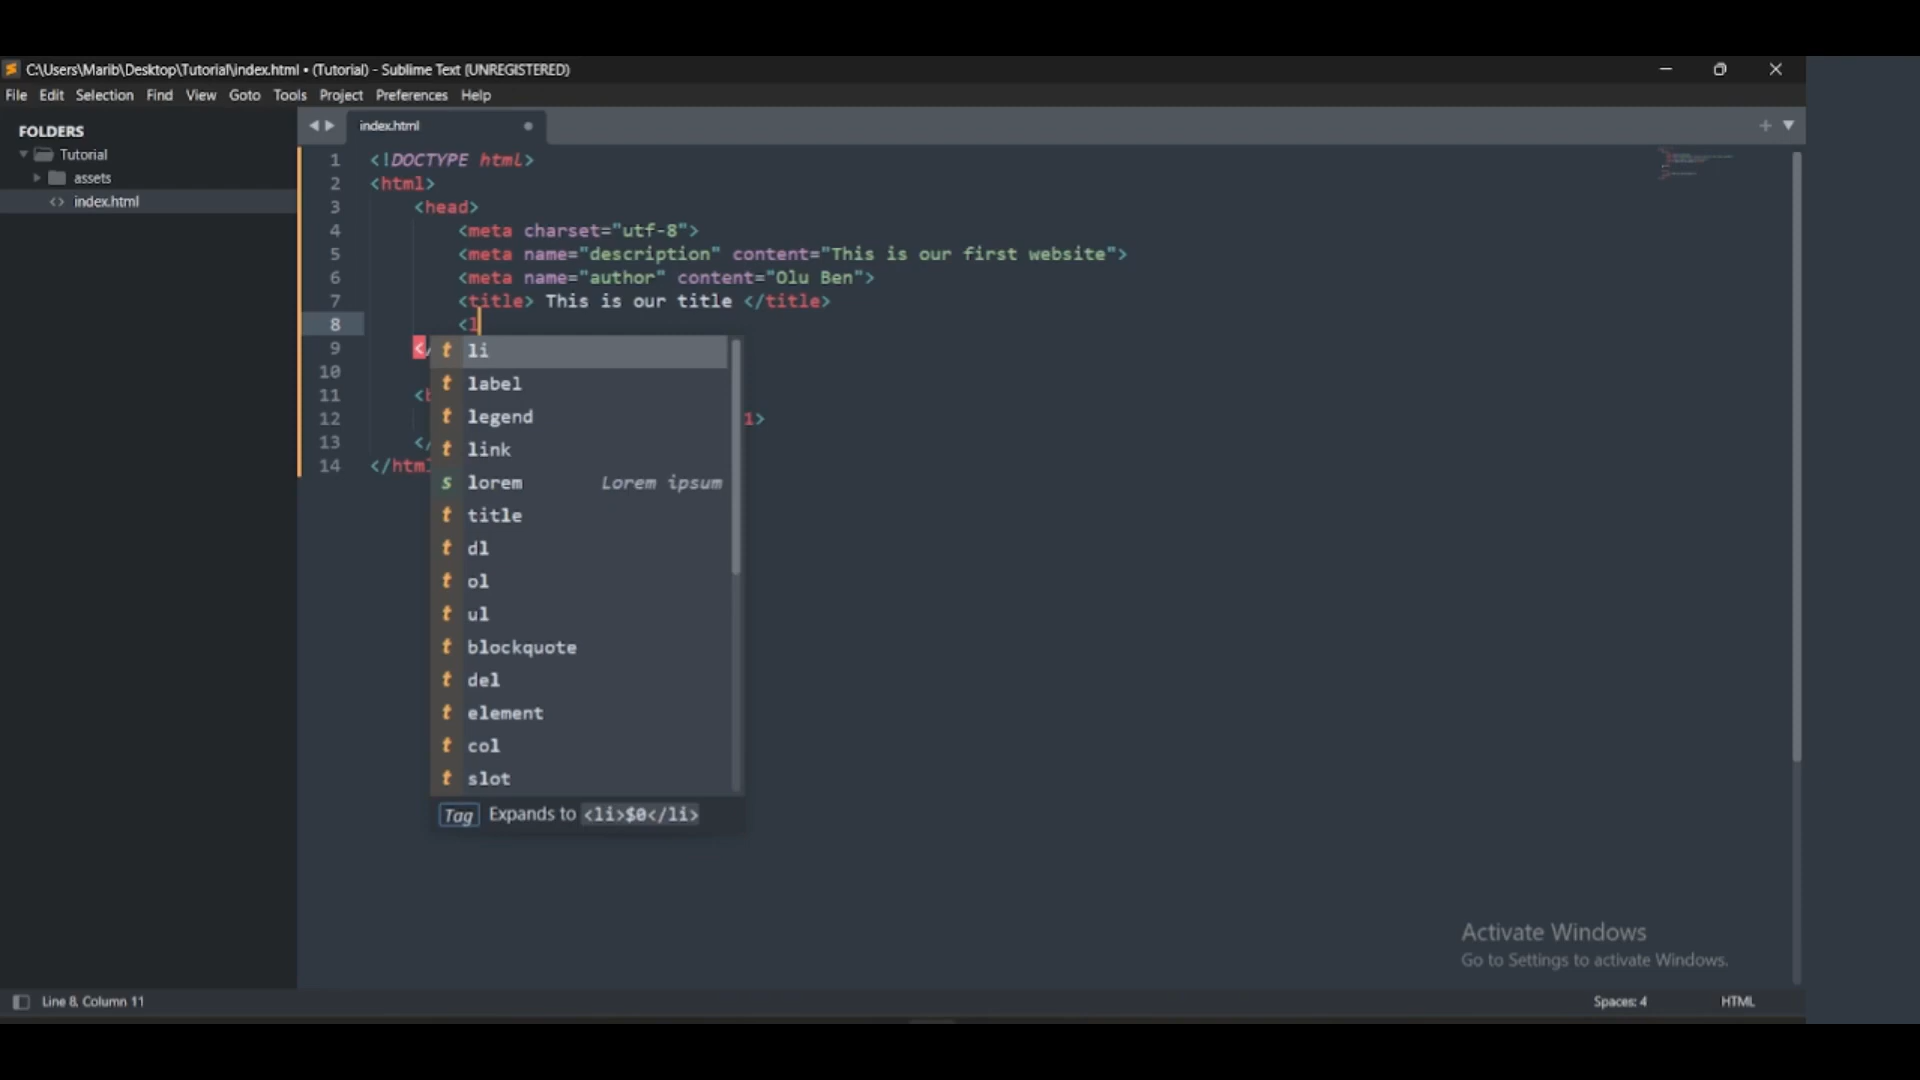 C:\Users\Marib\Desktop\Tutorial\index.html • (Tutorial) - Sublime Text (UNREGISTERED)
File Edit Selection Find View Goto Tools Project Preferences Help
FOLDERS
Tutorial
assets
index.html
index.html
1 <!DOCTYPE html>
2 <html>
3 <head>
4 <meta charset="utf-8">
5 <meta name="description" content="This is our first website">
6 <meta name="author" content="Olu Ben">
7 <title> This is our title </title>
8 <l
9 </
10
11 <b
12 1>
13 </
14 </html
t li
t label
t legend
t link
s lorem Lorem ipsum
t title
t dl
t ol
t ul
t blockquote
t del
t element
t col
t slot
Tag Expands to <li>$0</li>
Activate Windows
Go to Settings to activate Windows.
Line 8, Column 11 Spaces: 4 HTML